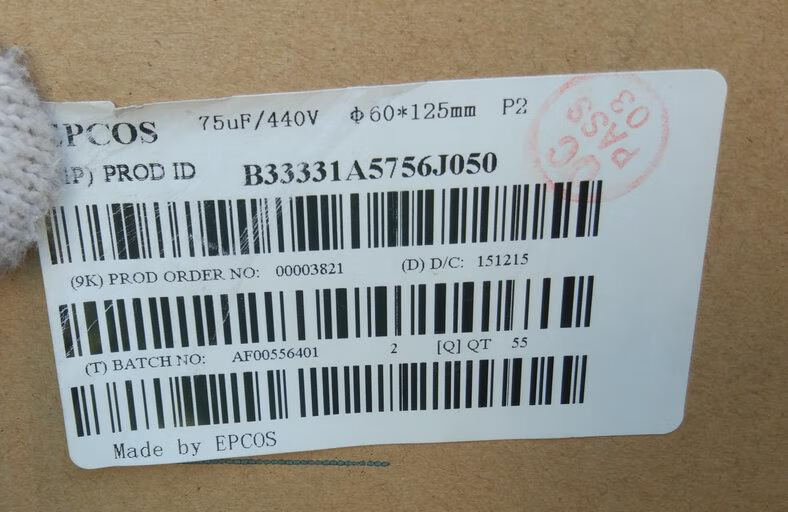 EPCOS 75uF/440V Φ60*125mm P2
(1P) PROD ID B33331A5756J050
(9K) PROD ORDER NO: 00003821 (D) D/C: 151215
(T) BATCH NO: AF00556401 2 [Q] QT 55
Made by EPCOS
QC
PASS
03